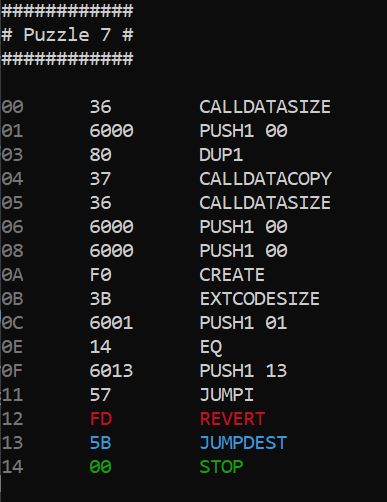 ############
# Puzzle 7 #
############
00 36 CALLDATASIZE
01 6000 PUSH1 00
03 80 DUP1
04 37 CALLDATACOPY
05 36 CALLDATASIZE
06 6000 PUSH1 00
08 6000 PUSH1 00
0A F0 CREATE
0B 3B EXTCODESIZE
0C 6001 PUSH1 01
0E 14 EQ
0F 6013 PUSH1 13
11 57 JUMPI
12 FD REVERT
13 5B JUMPDEST
14 00 STOP